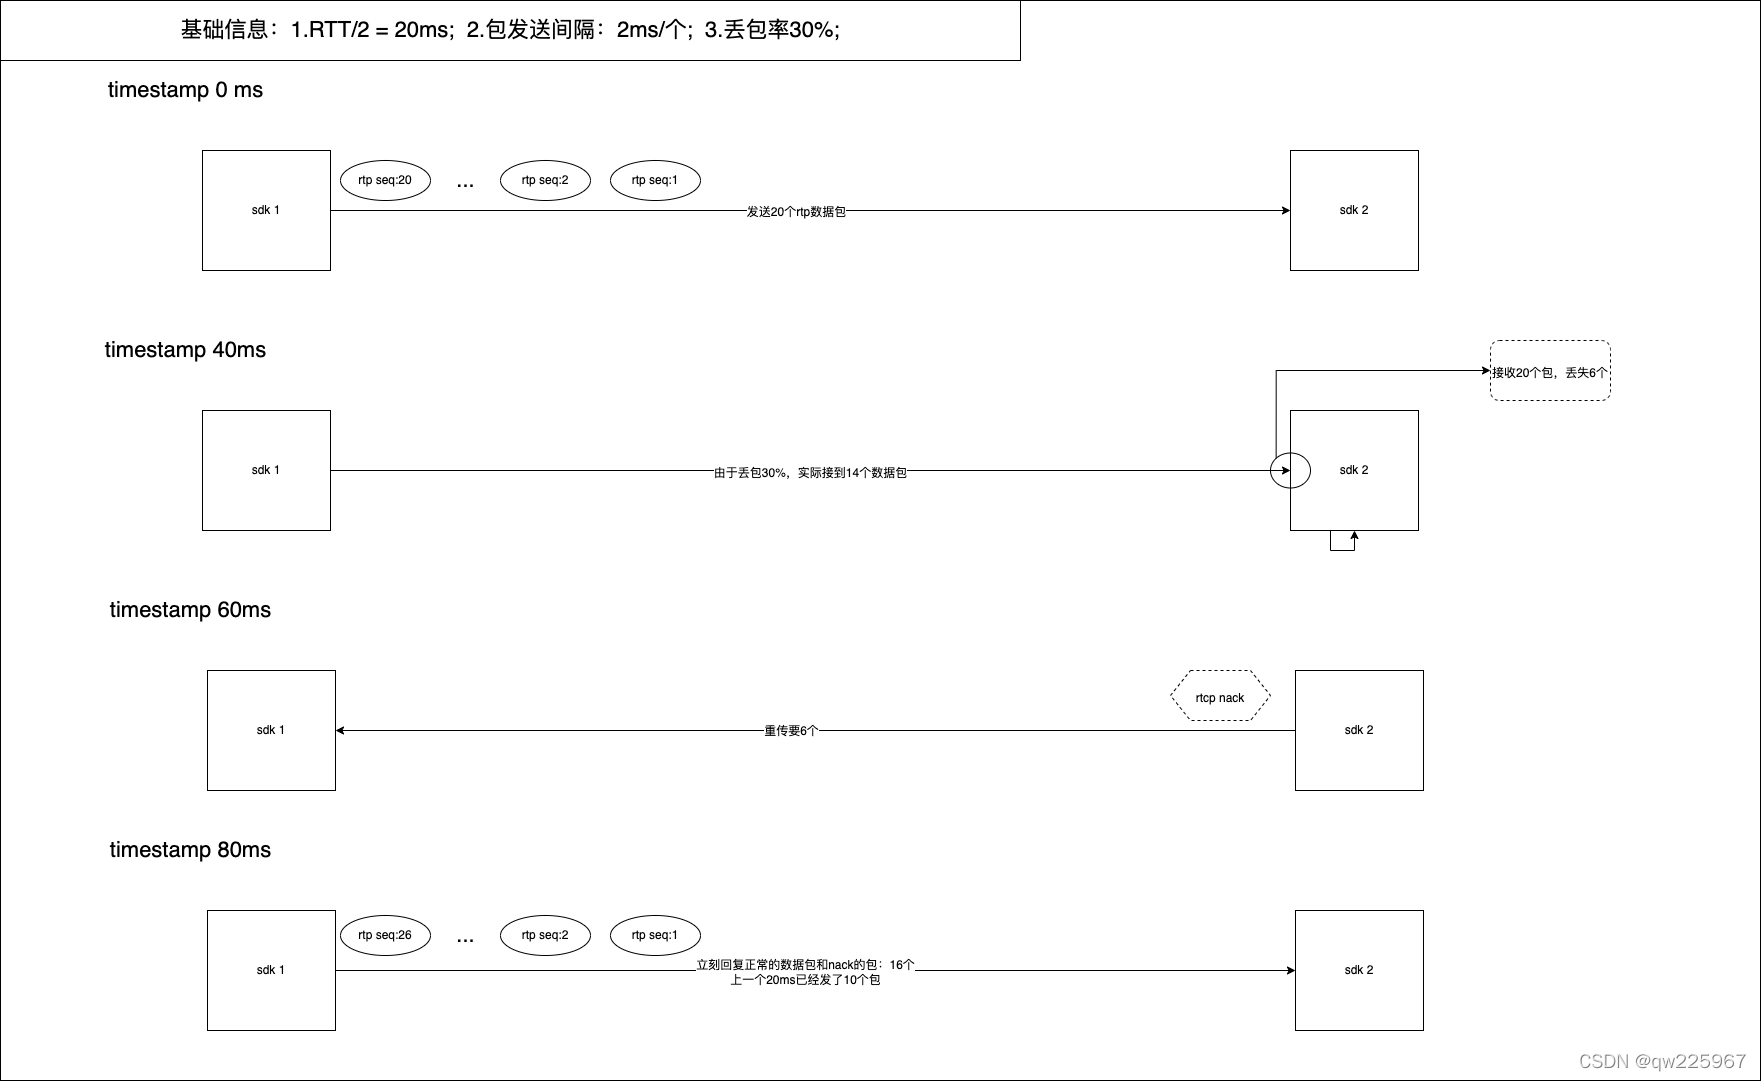 基础信息：1.RTT/2 = 20ms；2.包发送间隔：2ms/个；3.丢包率30%；
timestamp 0 ms
rtp seq:20
...
rtp seq:2
rtp seq:1
sdk 1
发送20个rtp数据包
sdk 2
timestamp 40ms
接收20个包，丢失6个
sdk 1
由于丢包30%，实际接到14个数据包
sdk 2
timestamp 60ms
rtcp nack
sdk 1
重传要6个
sdk 2
timestamp 80ms
rtp seq:26
...
rtp seq:2
rtp seq:1
sdk 1
立刻回复正常的数据包和nack的包：16个
上一个20ms已经发了10个包
sdk 2
CSDN @qw225967